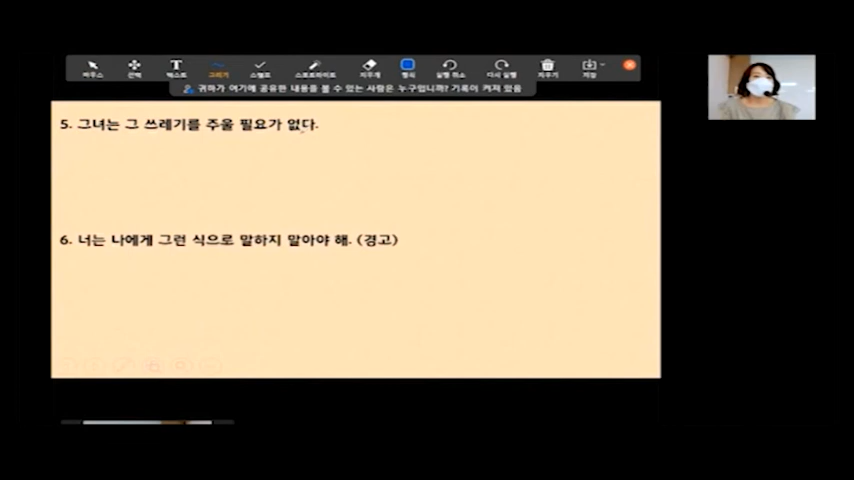 마우스 선택 텍스트 그리기 스탬프 스포트라이트 지우개 형식 실행 취소 다시 실행 지우기 저장
귀하가 여기에 공유한 내용을 볼 수 있는 사람은 누구입니까? 기록이 켜져 있음
5. 그녀는 그 쓰레기를 주울 필요가 없다.
6. 너는 나에게 그런 식으로 말하지 말아야 해. (경고)